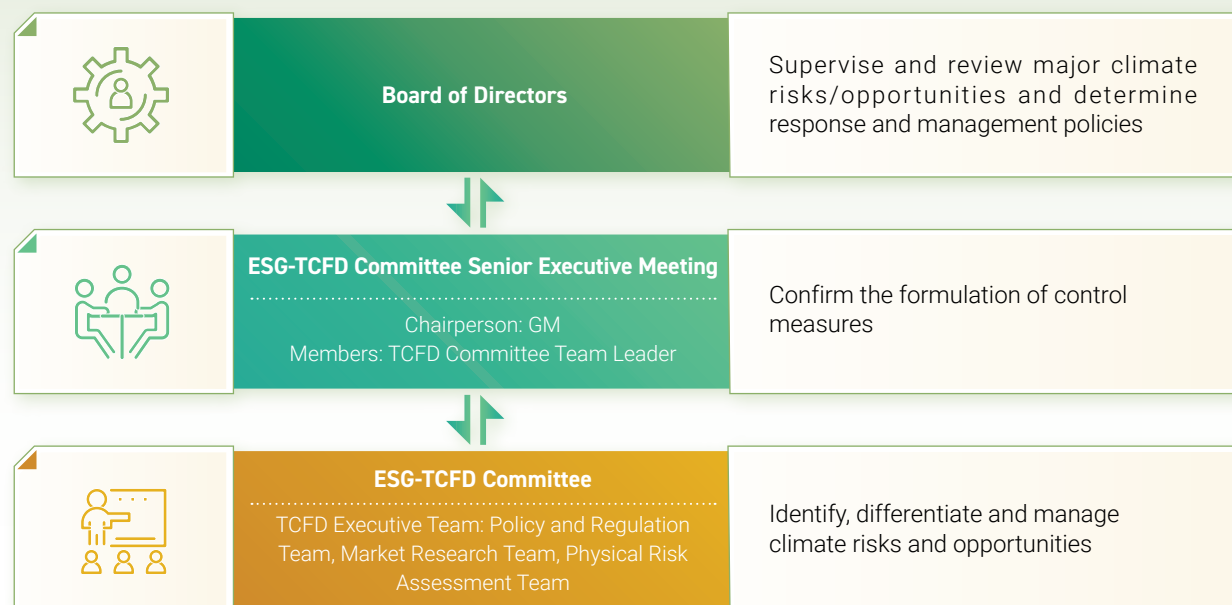 Board of Directors
Supervise and review major climate
risks/opportunities and determine
response and management policies
ESG-TCFD Committee Senior Executive Meeting
Chairperson: GM
Members: TCFD Committee Team Leader
Confirm the formulation of control
measures
ESG-TCFD Committee
TCFD Executive Team: Policy and Regulation
Team, Market Research Team, Physical Risk
Assessment Team
Identify, differentiate and manage
climate risks and opportunities